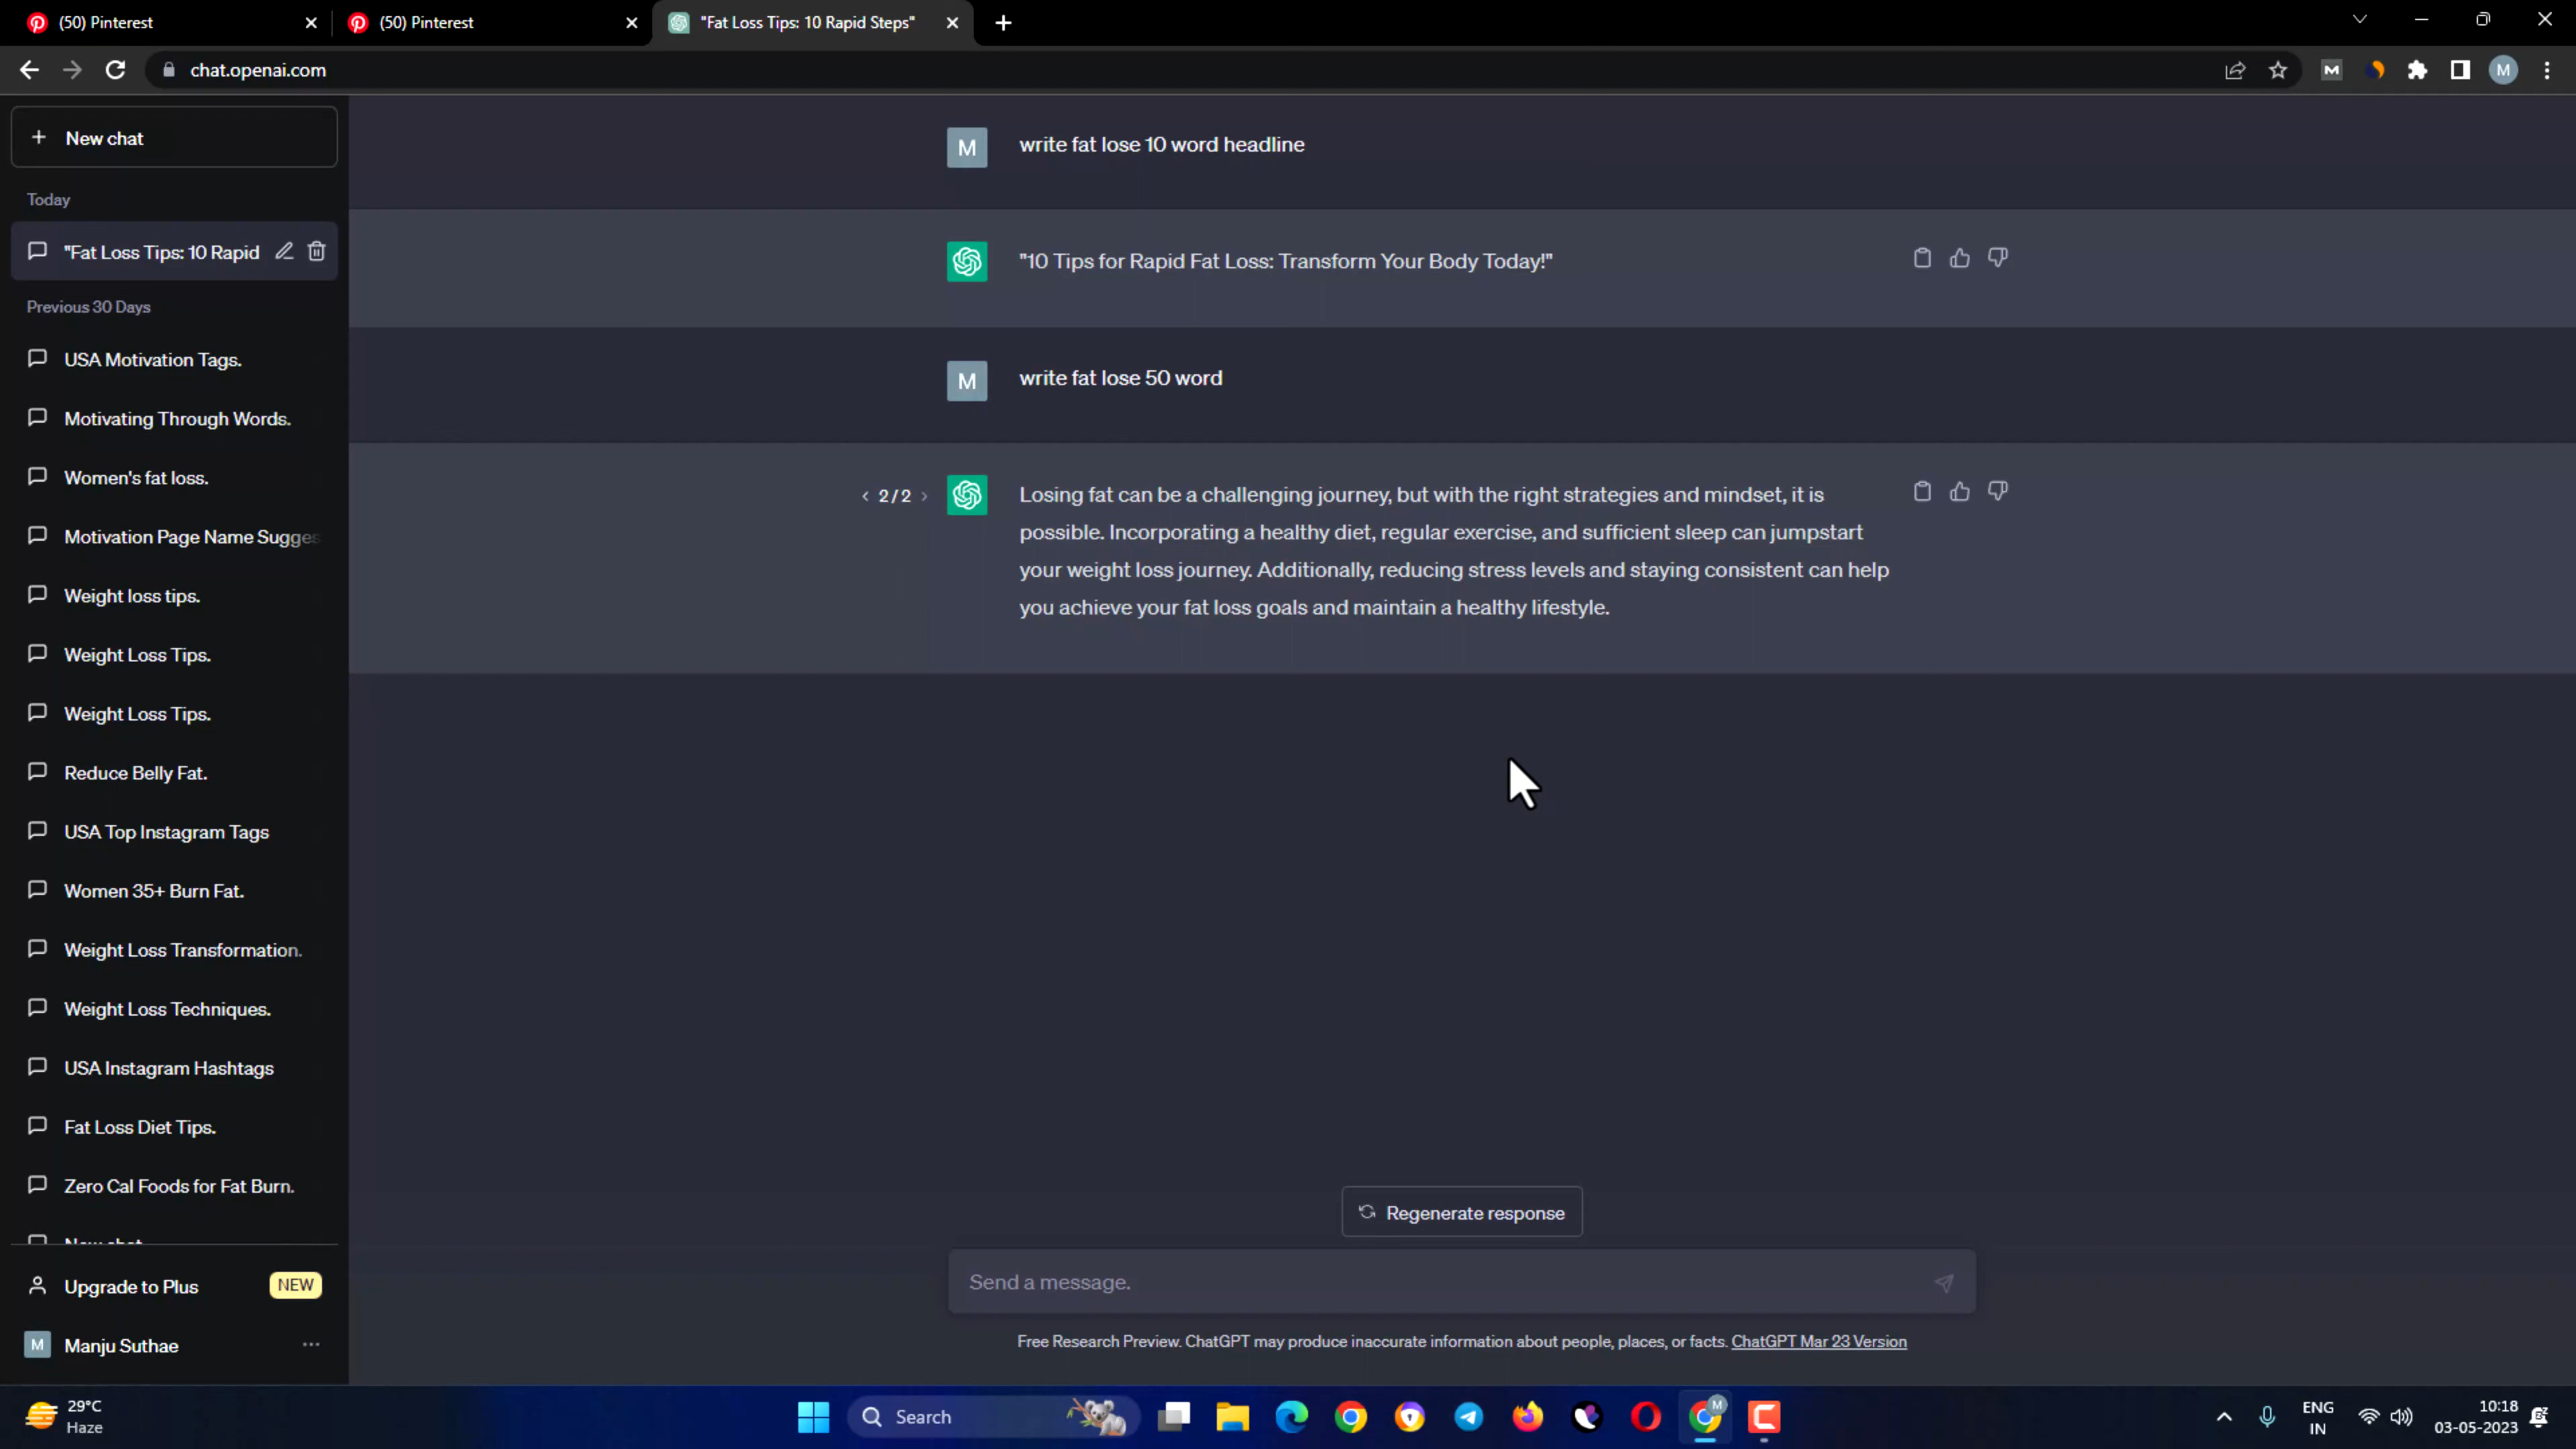 (50) Pinterest
(50) Pinterest
"Fat Loss Tips: 10 Rapid Steps"
chat.openai.com
M
M
New chat
Today
"Fat Loss Tips: 10 Rapid
Previous 30 Days
USA Motivation Tags.
Motivating Through Words.
Women's fat loss.
Motivation Page Name Sugges
Weight loss tips.
Weight Loss Tips.
Weight Loss Tips.
Reduce Belly Fat.
USA Top Instagram Tags
Women 35+ Burn Fat.
Weight Loss Transformation.
Weight Loss Techniques.
USA Instagram Hashtags
Fat Loss Diet Tips.
Zero Cal Foods for Fat Burn.
New chat
Upgrade to Plus NEW
M Manju Suthae
M write fat lose 10 word headline
"10 Tips for Rapid Fat Loss: Transform Your Body Today!"
M write fat lose 50 word
< 2 / 2 >
Losing fat can be a challenging journey, but with the right strategies and mindset, it is
possible. Incorporating a healthy diet, regular exercise, and sufficient sleep can jumpstart
your weight loss journey. Additionally, reducing stress levels and staying consistent can help
you achieve your fat loss goals and maintain a healthy lifestyle.
Regenerate response
Send a message.
Free Research Preview. ChatGPT may produce inaccurate information about people, places, or facts. ChatGPT Mar 23 Version
29°C
Haze
Search
M
ENG
IN
10:18
03-05-2023